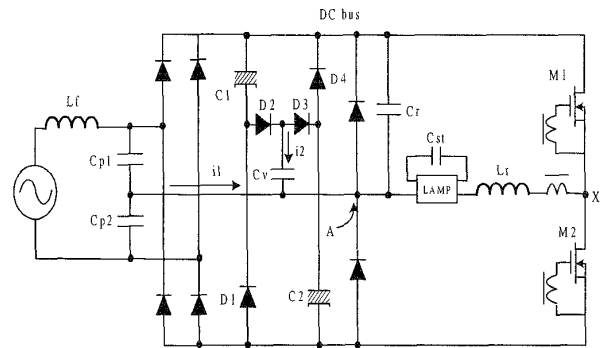 DC bus
M1
Lf
C1
D2
D3
D4
Cr
Cp1
i1
i2
Cv
Cst
LAMP
Lr
X
Cp2
A
M2
D1
C2